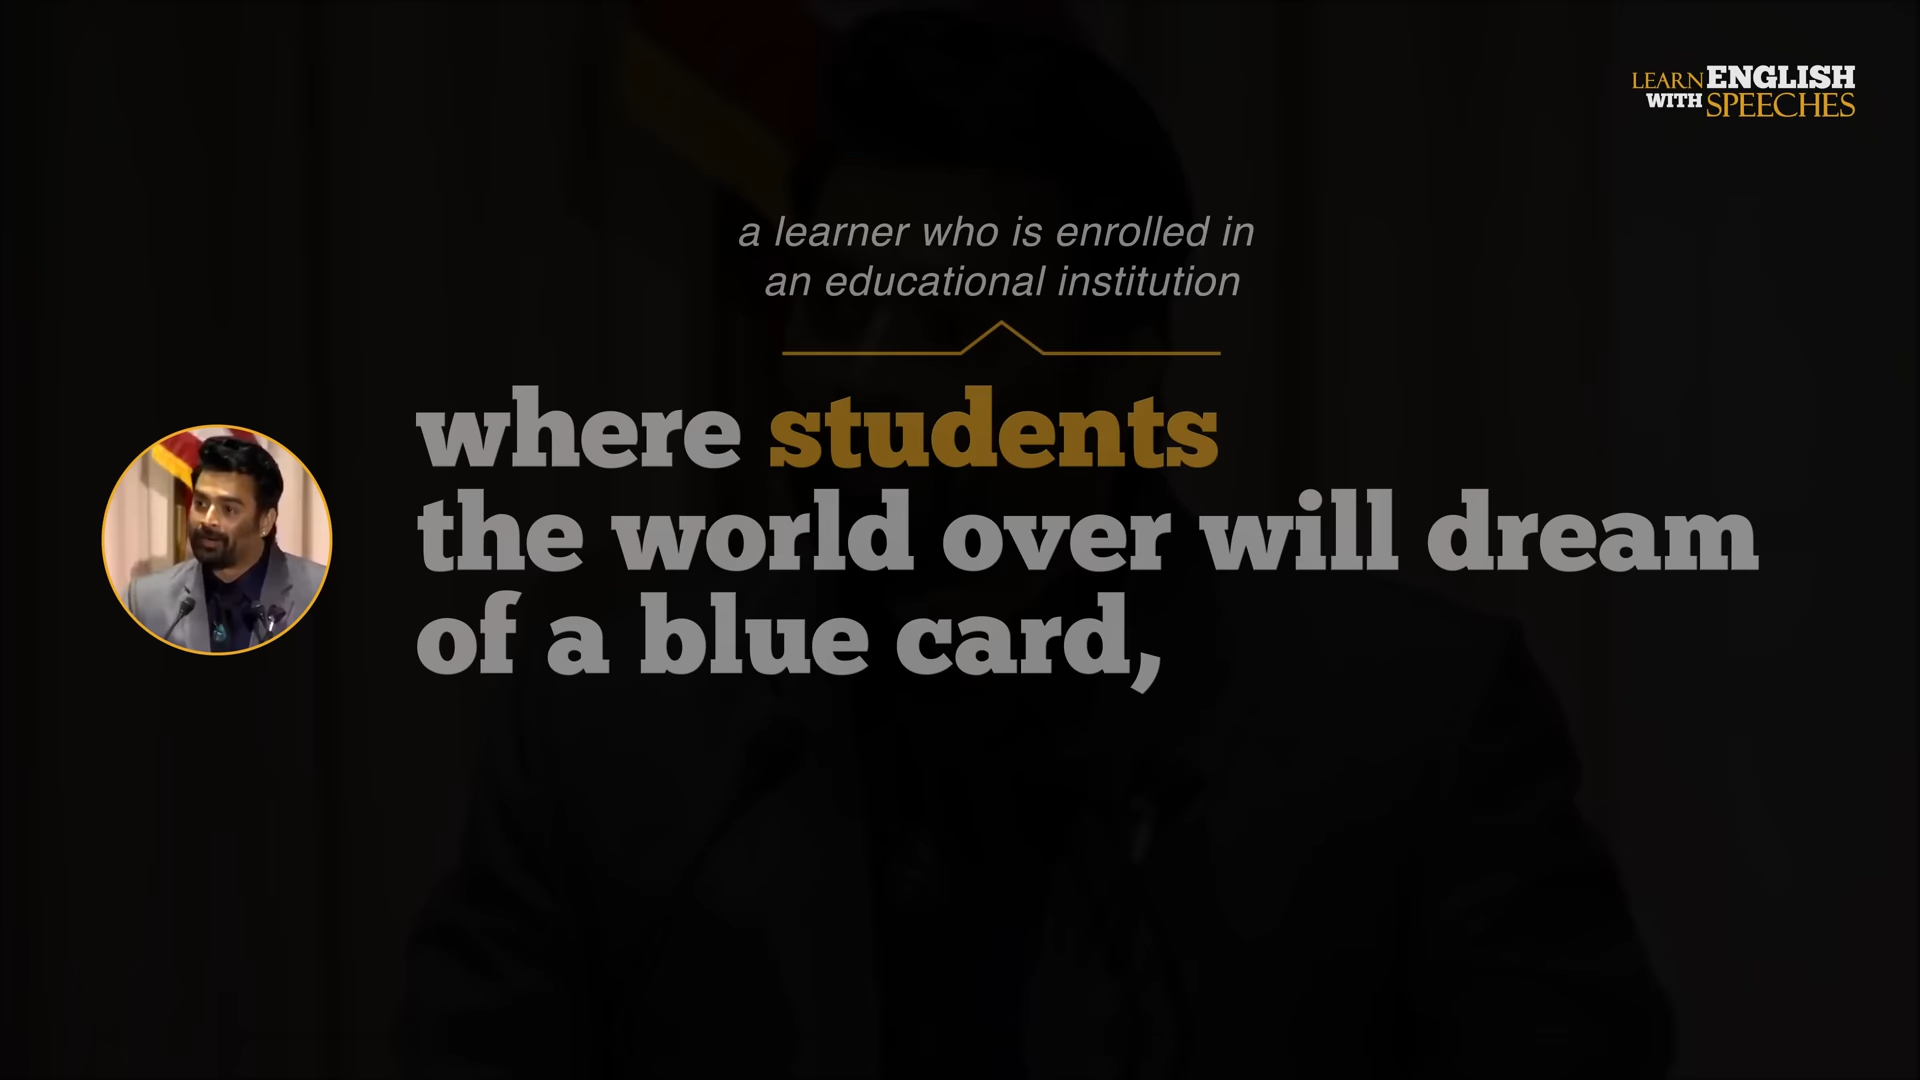 LEARN ENGLISH
WITH SPEECHES
a learner who is enrolled in
an educational institution
where students
the world over will dream
of a blue card,